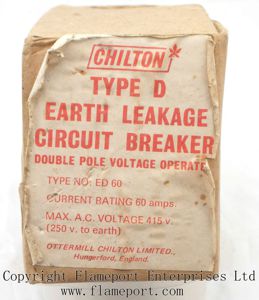 CHILTON
TYPE D
EARTH LEAKAGE
CIRCUIT BREAKER
DOUBLE POLE VOLTAGE OPERATE
TYPE NO: ED 60
CURRENT RATING 60 amps.
MAX. A.C. VOLTAGE 415 v.
(250 v. to earth)
OTTERMILL CHILTON LIMITED,
Hungerford, England.
Copyright Flameport Enterprises Ltd
www.flameport.com